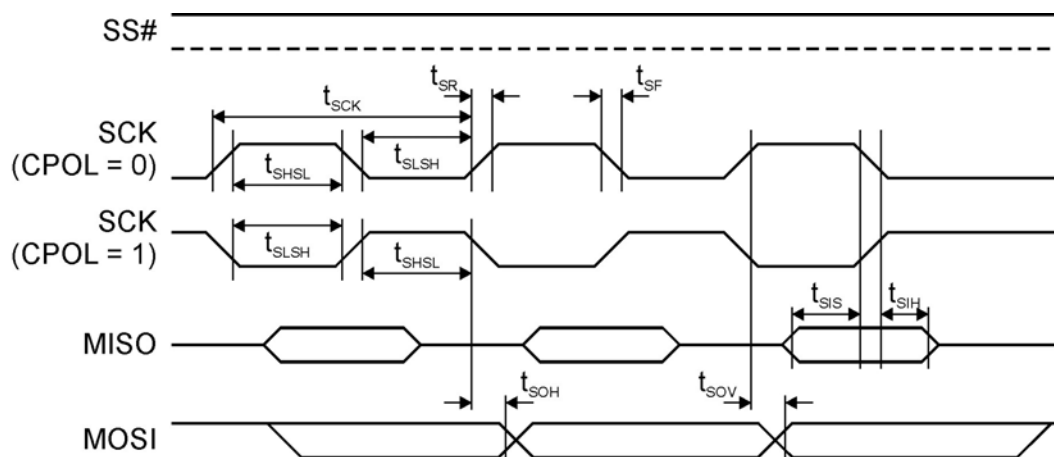 SS#
tSR
tSF
tSCK
SCK
(CPOL = 0)
tSLSH
tSHSL
SCK
(CPOL = 1)
tSLSH
tSHSL
tSIS
tSIH
MISO
tSOH
tSOV
MOSI